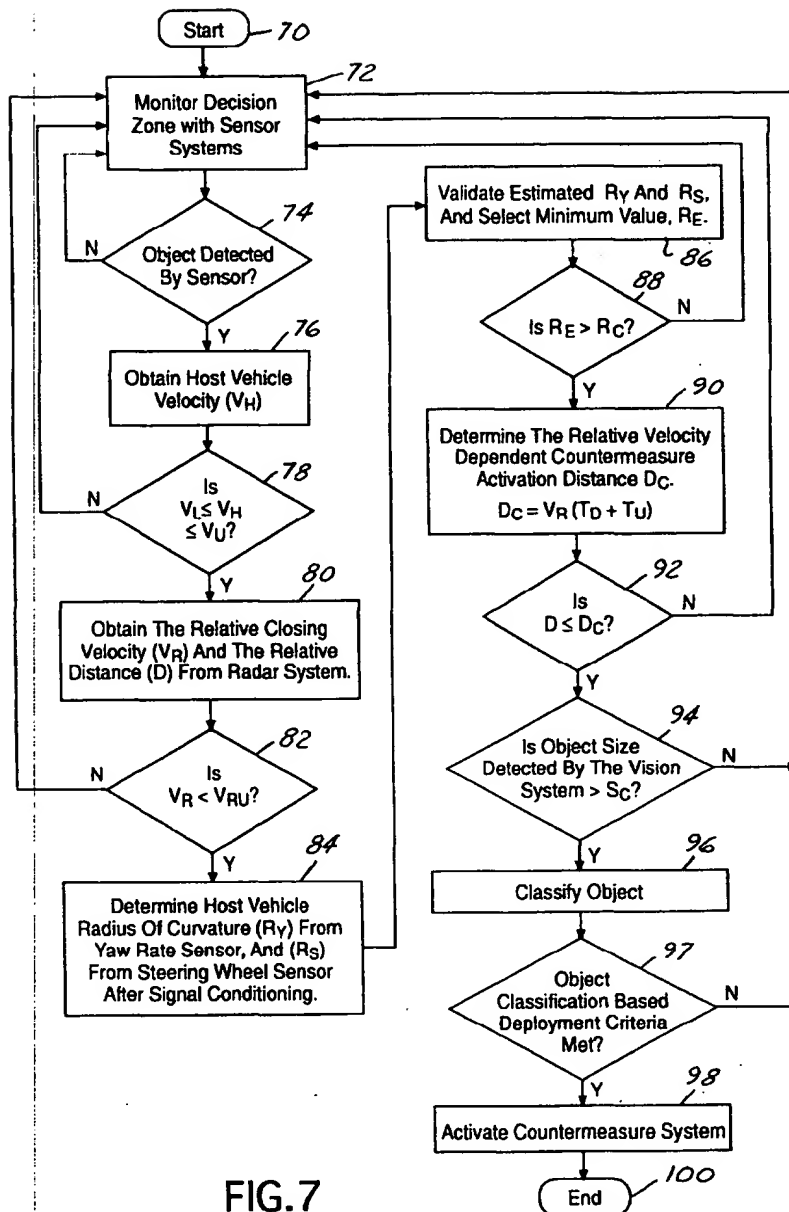 Start
70
72
Monitor Decision
Zone with Sensor
Systems
74
Object Detected
By Sensor?
N
Y
76
Obtain Host Vehicle
Velocity (VH)
78
Is
VL ≤ VH
≤ VU?
N
Y
80
Obtain The Relative Closing
Velocity (VR) And The Relative
Distance (D) From Radar System.
82
Is
VR < VRU?
N
Y
84
Determine Host Vehicle
Radius Of Curvature (RY) From
Yaw Rate Sensor, And (RS)
From Steering Wheel Sensor
After Signal Conditioning.
Validate Estimated RY And RS,
And Select Minimum Value, RE.
86
88
Is RE > RC?
N
Y
90
Determine The Relative Velocity
Dependent Countermeasure
Activation Distance DC.
DC = VR (TD + TU)
92
Is
D ≤ DC?
N
Y
94
Is Object Size
Detected By The Vision
System > SC?
N
Y
96
Classify Object
97
Object
Classification Based
Deployment Criteria
Met?
N
Y
98
Activate Countermeasure System
End
100
FIG.7